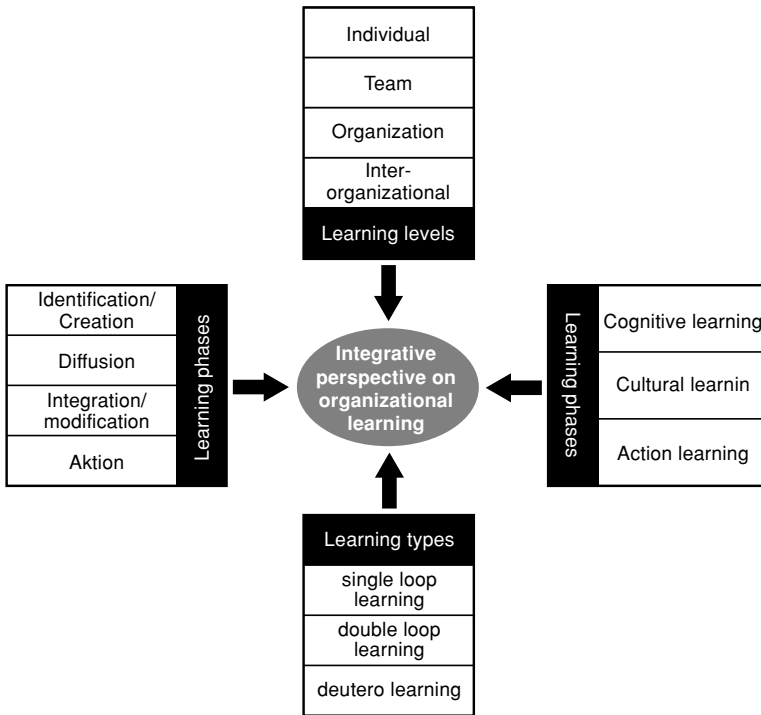 Individual
Team
Organization
Inter-
organizational
Learning levels
Identification/
Creation
Diffusion
Integration/
modification
Aktion
Learning phases
Integrative
perspective on
organizational
learning
Learning phases
Cognitive learning
Cultural learnin
Action learning
Learning types
single loop
learning
double loop
learning
deutero learning